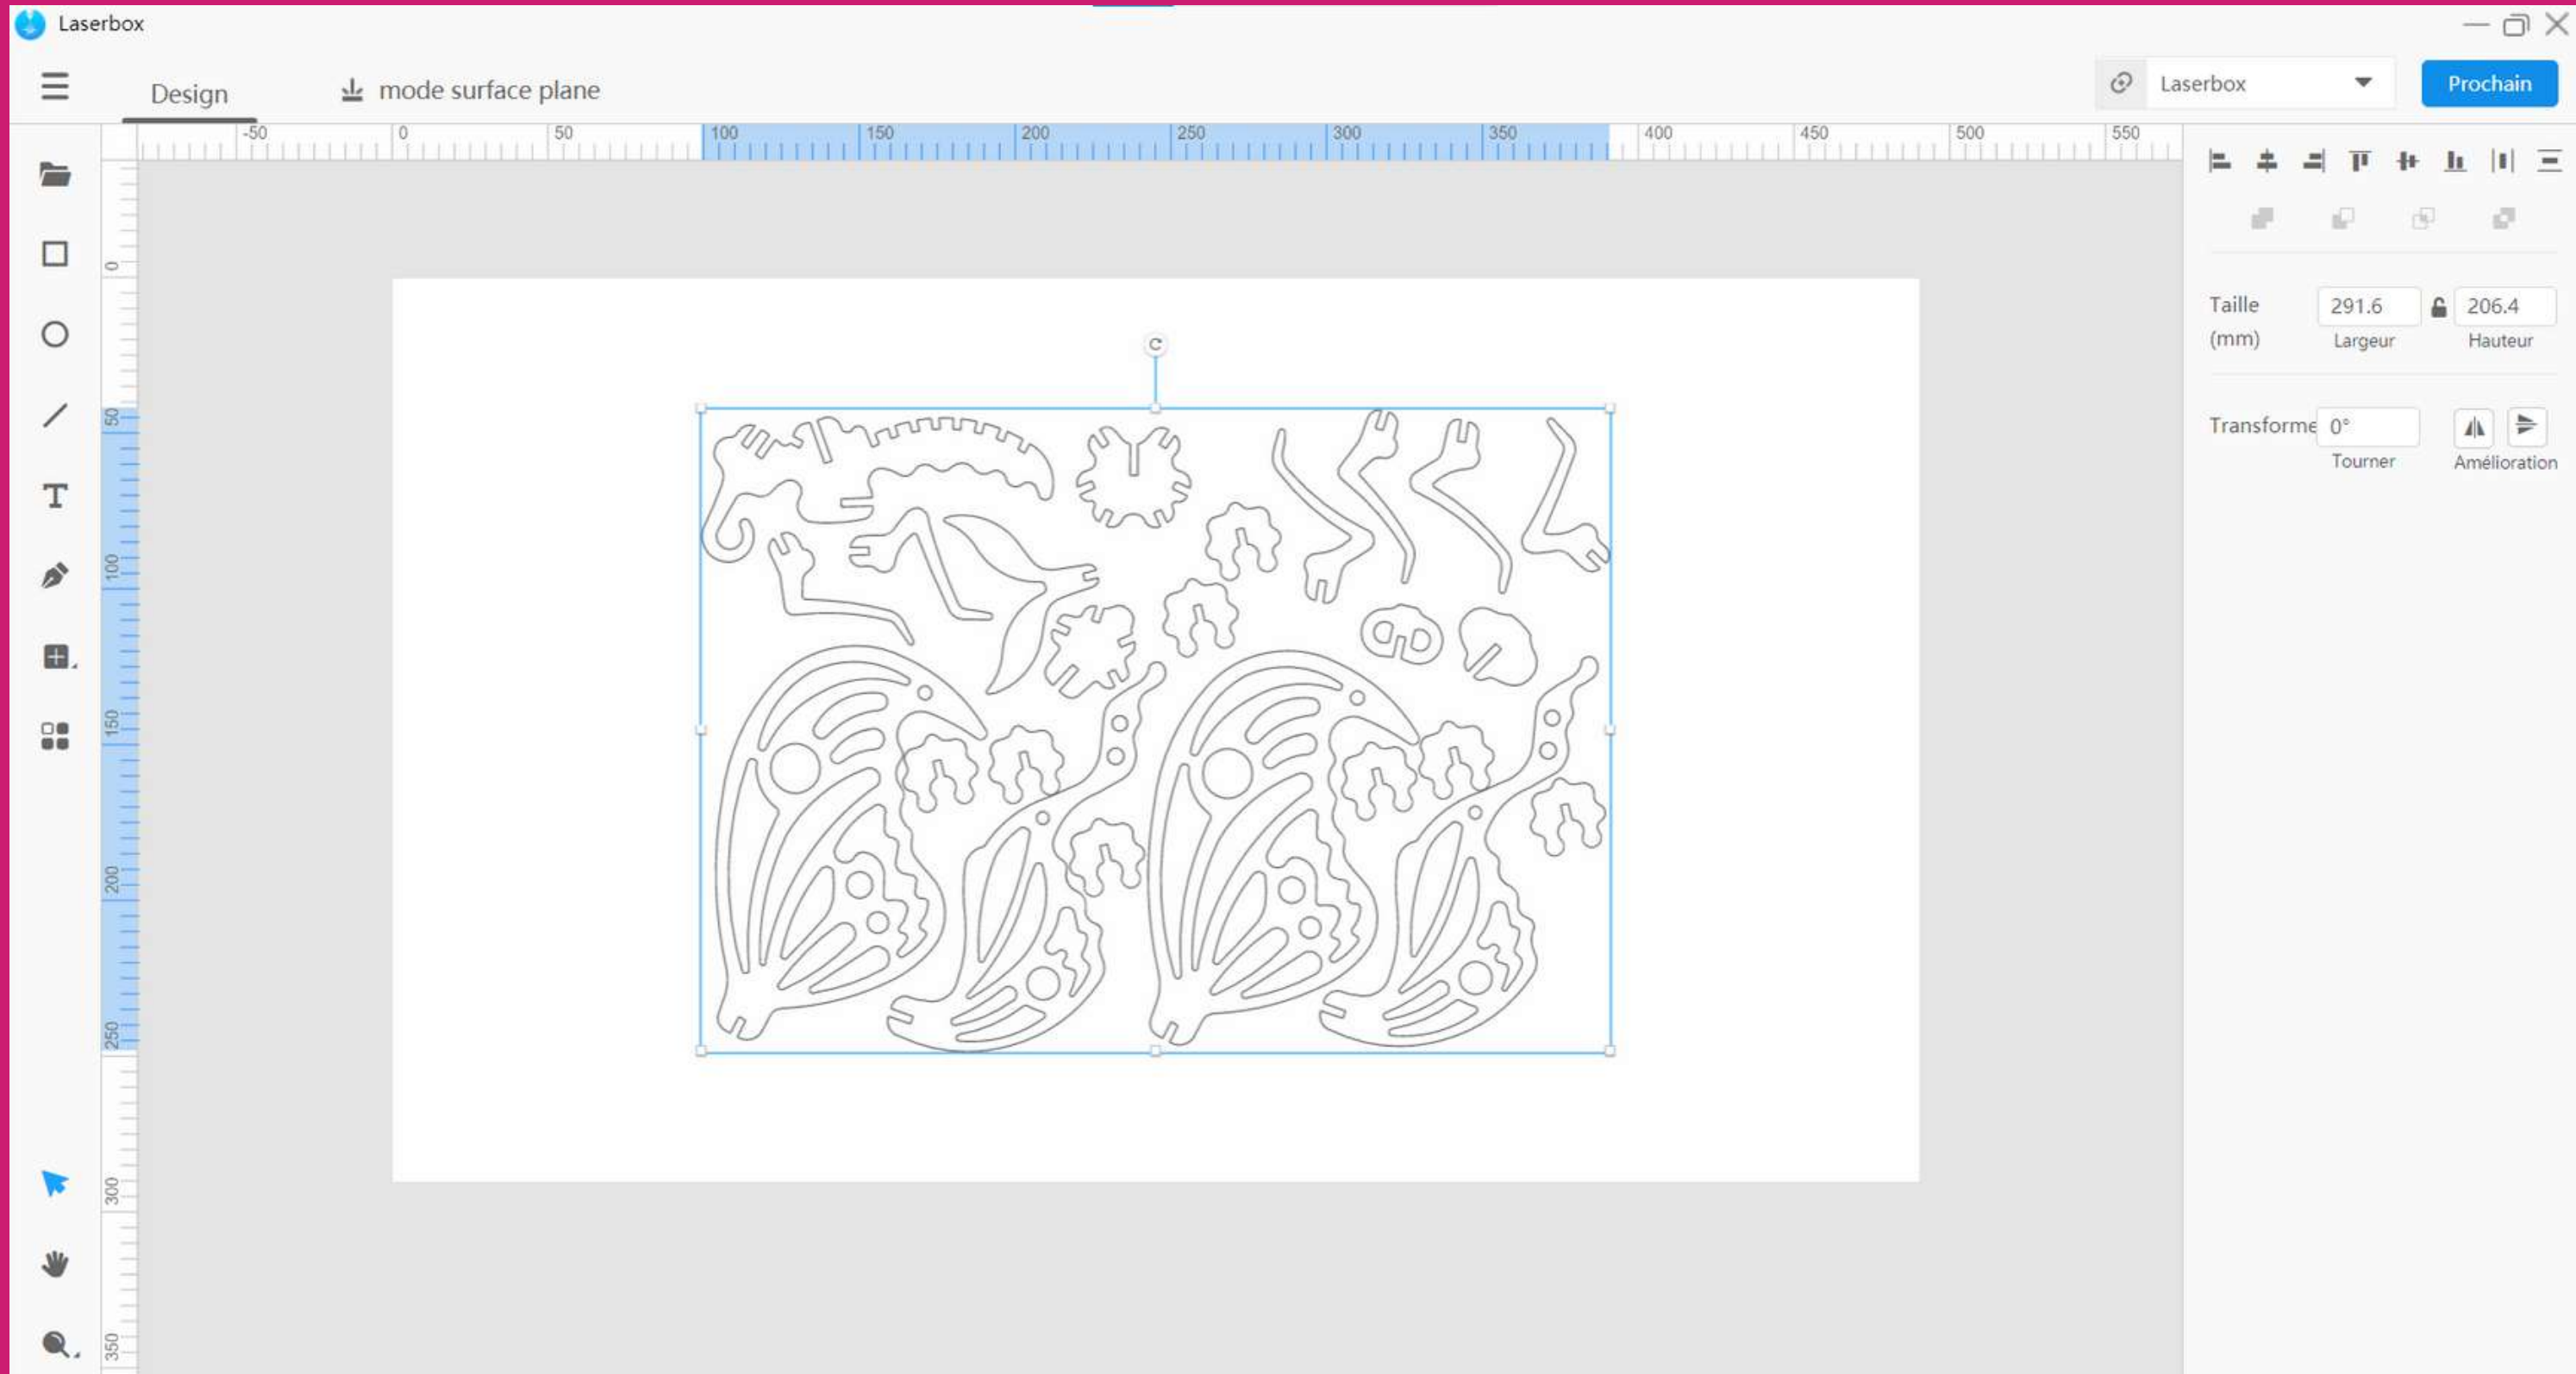 Laserbox
Design
mode surface plane
Laserbox
Prochain
-50 0 50 100 150 200 250 300 350 400 450 500 550
0
50
100
150
200
250
300
350
T
Taille
(mm)
291.6
206.4
Largeur
Hauteur
Transforme
0°
Tourner
Amélioration